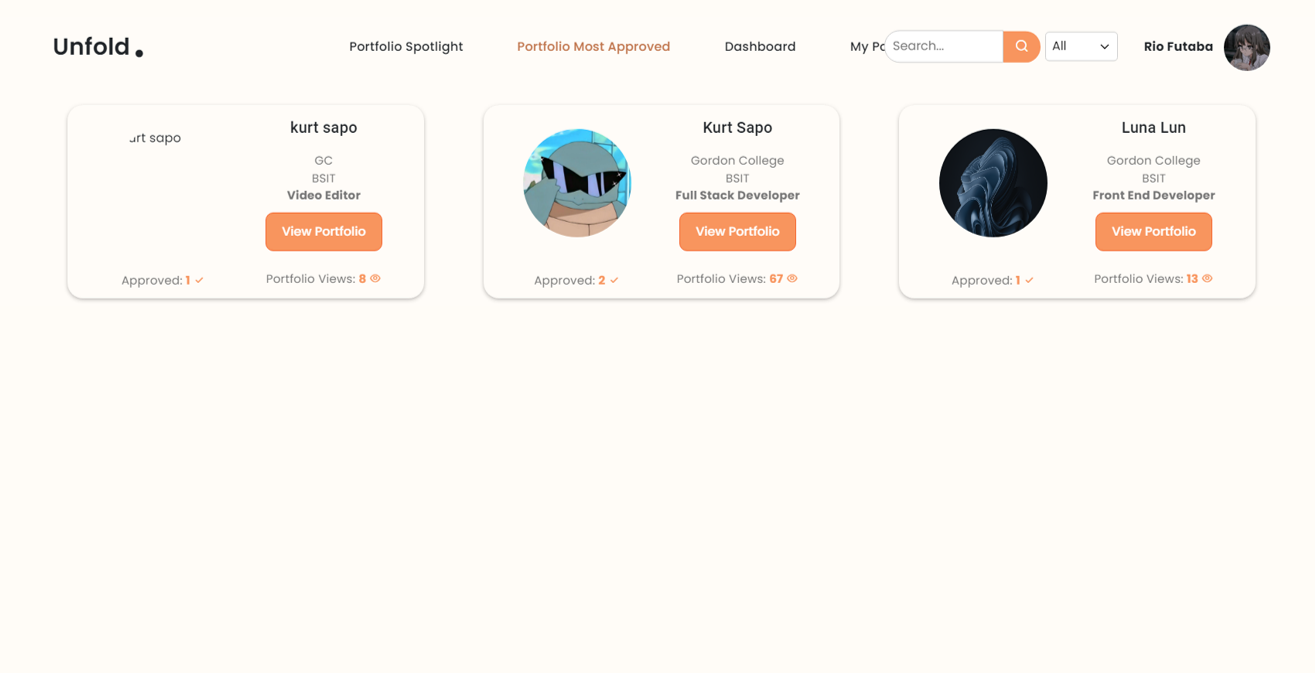 Unfold.
Portfolio Spotlight
Portfolio Most Approved
Dashboard
My Po
Search...
All
Rio Futaba
urt sapo
kurt sapo
GC
BSIT
Video Editor
View Portfolio
Approved: 1
Portfolio Views: 8
Kurt Sapo
Gordon College
BSIT
Full Stack Developer
View Portfolio
Approved: 2
Portfolio Views: 67
Luna Lun
Gordon College
BSIT
Front End Developer
View Portfolio
Approved: 1
Portfolio Views: 13